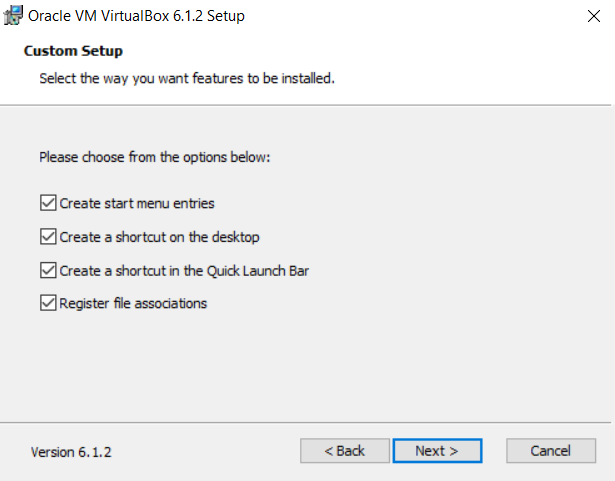 Oracle VM VirtualBox 6.1.2 Setup
Custom Setup
Select the way you want features to be installed.
Please choose from the options below:
Create start menu entries
Create a shortcut on the desktop
Create a shortcut in the Quick Launch Bar
Register file associations
Version 6.1.2
< Back
Next >
Cancel